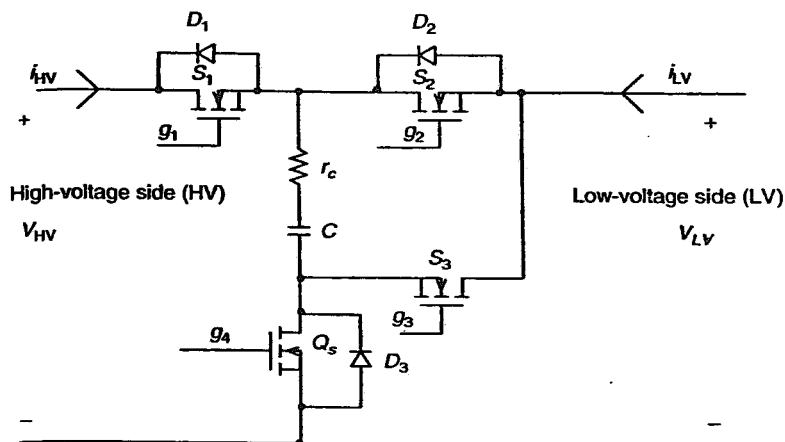 D1
D2
iHV
S1
S2
iLV
+
g1
g2
+
rc
High-voltage side (HV)
Low-voltage side (LV)
VHV
C
VLV
S3
g3
g4
Qs
D3
–
–